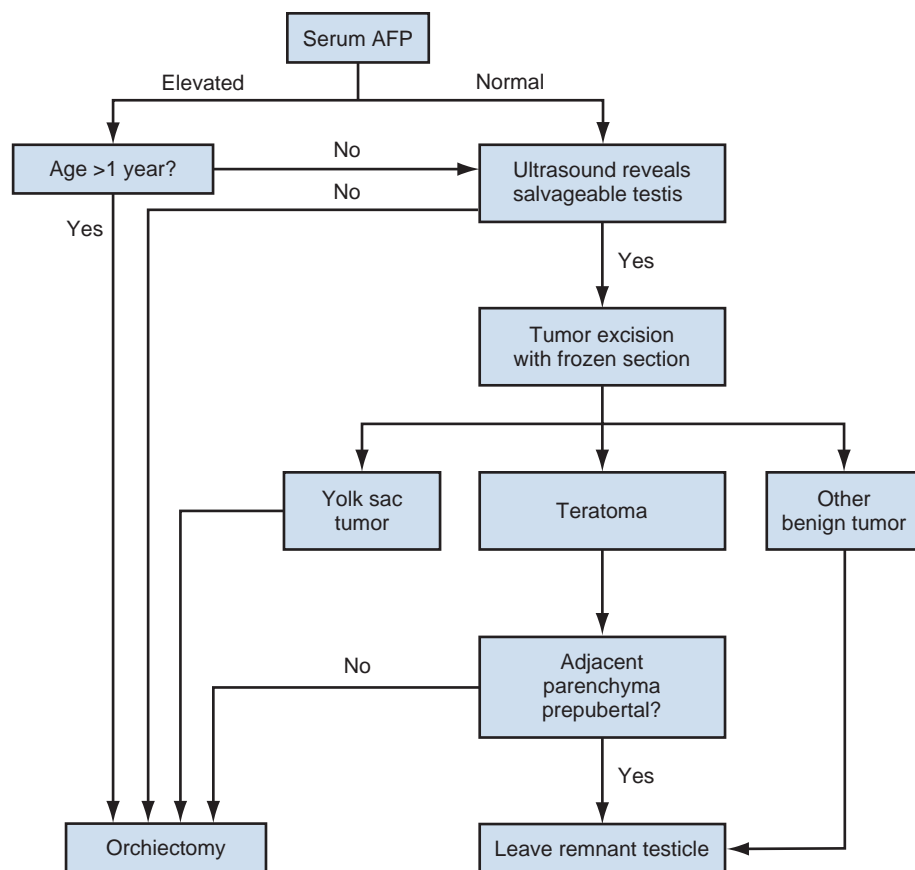 Serum AFP
Elevated
Normal
Age >1 year?
No
Ultrasound reveals
salvageable testis
No
Yes
Yes
Tumor excision
with frozen section
Yolk sac
tumor
Teratoma
Other
benign tumor
No
Adjacent
parenchyma
prepubertal?
Yes
Orchiectomy
Leave remnant testicle